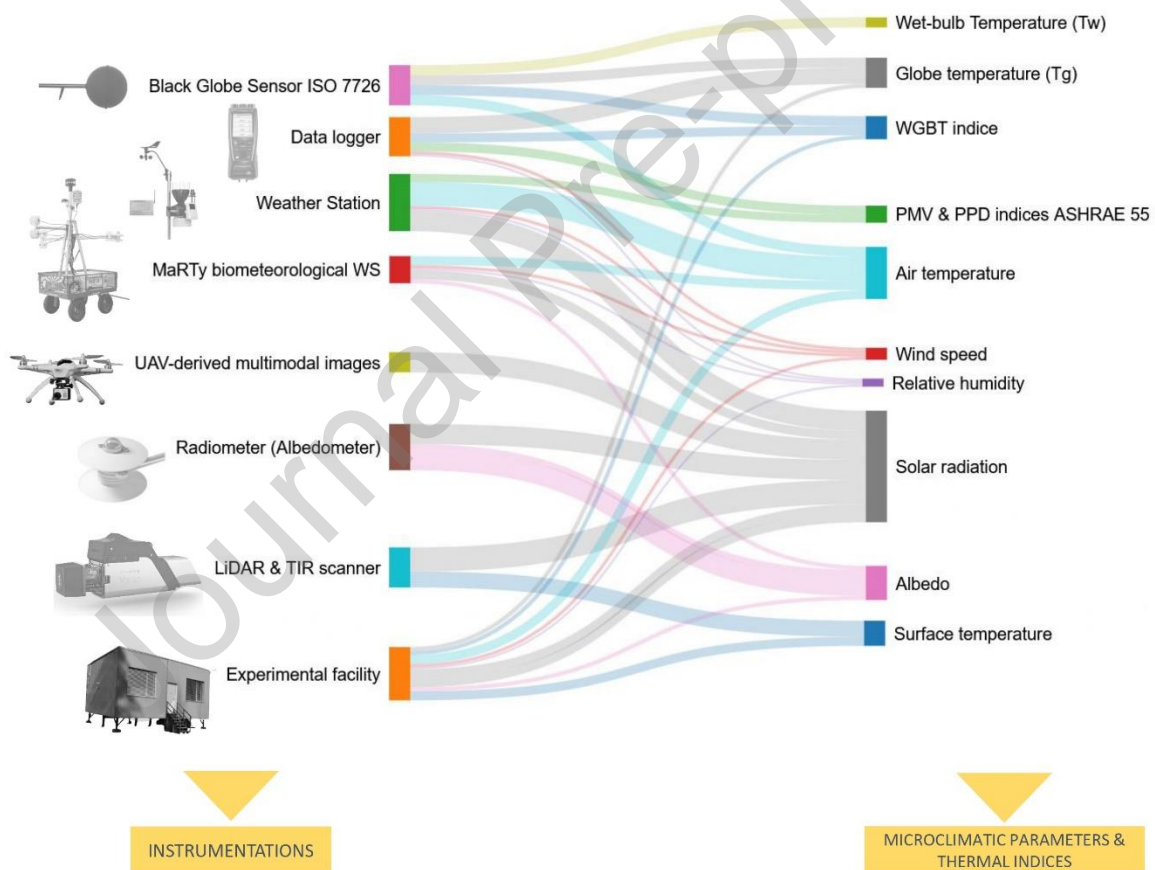 Wet-bulb Temperature (Tw)
Black Globe Sensor ISO 7726
Globe temperature (Tg)
Data logger
WGBT indice
Weather Station
PMV & PPD indices ASHRAE 55
MaRTy biometeorological WS
Air temperature
UAV-derived multimodal images
Wind speed
Relative humidity
Radiometer (Albedometer)
Solar radiation
LiDAR & TIR scanner
Albedo
Surface temperature
Experimental facility
INSTRUMENTATIONS
MICROCLIMATIC PARAMETERS &
THERMAL INDICES
Journal Pre-p